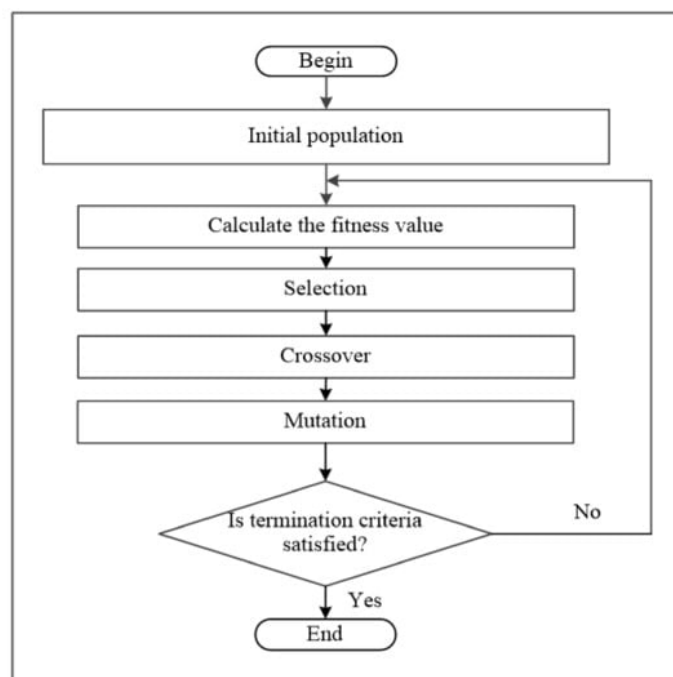 Begin
Initial population
Calculate the fitness value
Selection
Crossover
Mutation
Is termination criteria
satisfied?
No
Yes
End